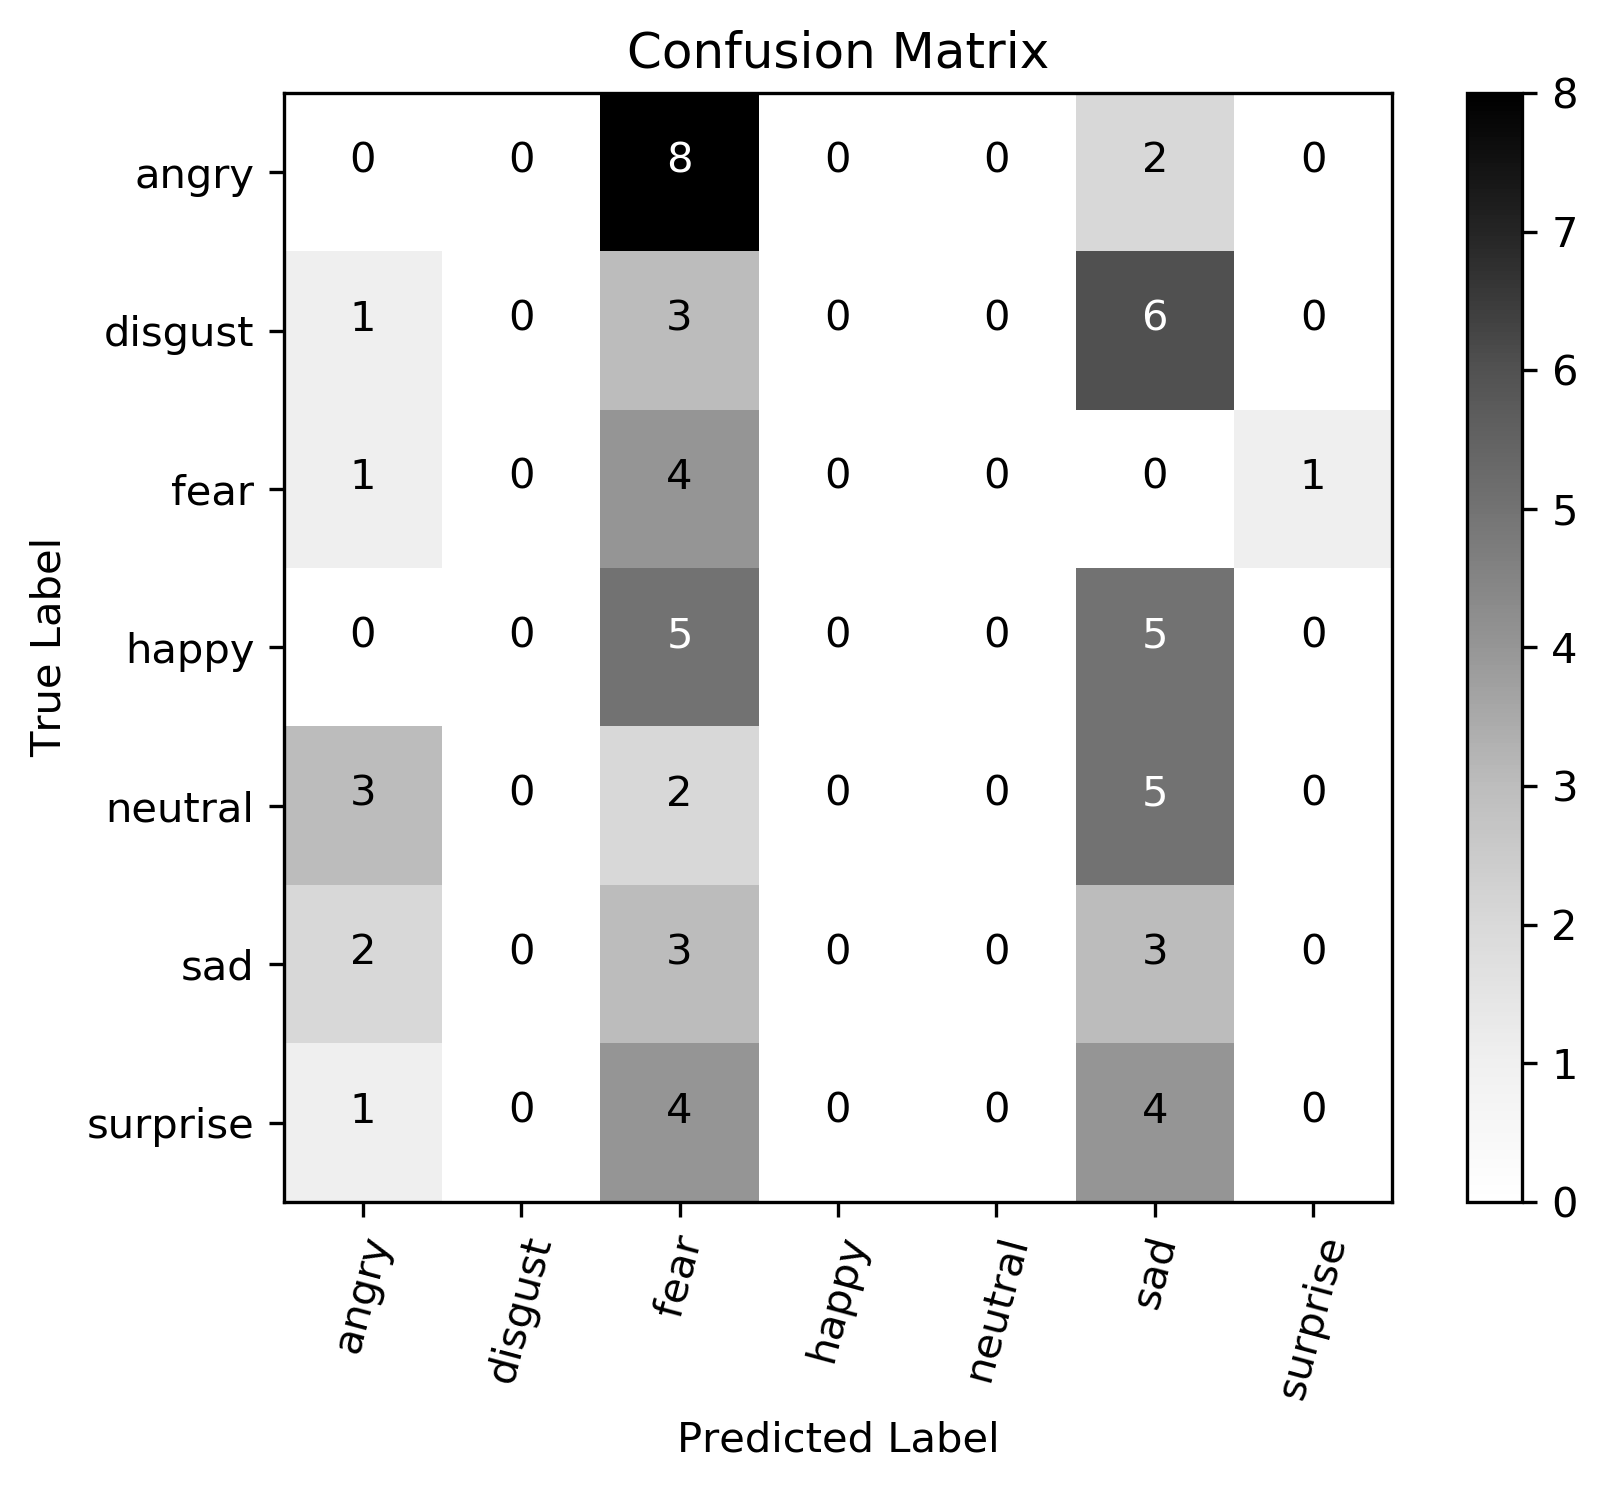 Confusion Matrix
True Label
angry 0 0 8 0 0 2 0
disgust 1 0 3 0 0 6 0
fear 1 0 4 0 0 0 1
happy 0 0 5 0 0 5 0
neutral 3 0 2 0 0 5 0
sad 2 0 3 0 0 3 0
surprise 1 0 4 0 0 4 0
angry disgust fear happy neutral sad surprise
Predicted Label
8
7
6
5
4
3
2
1
0